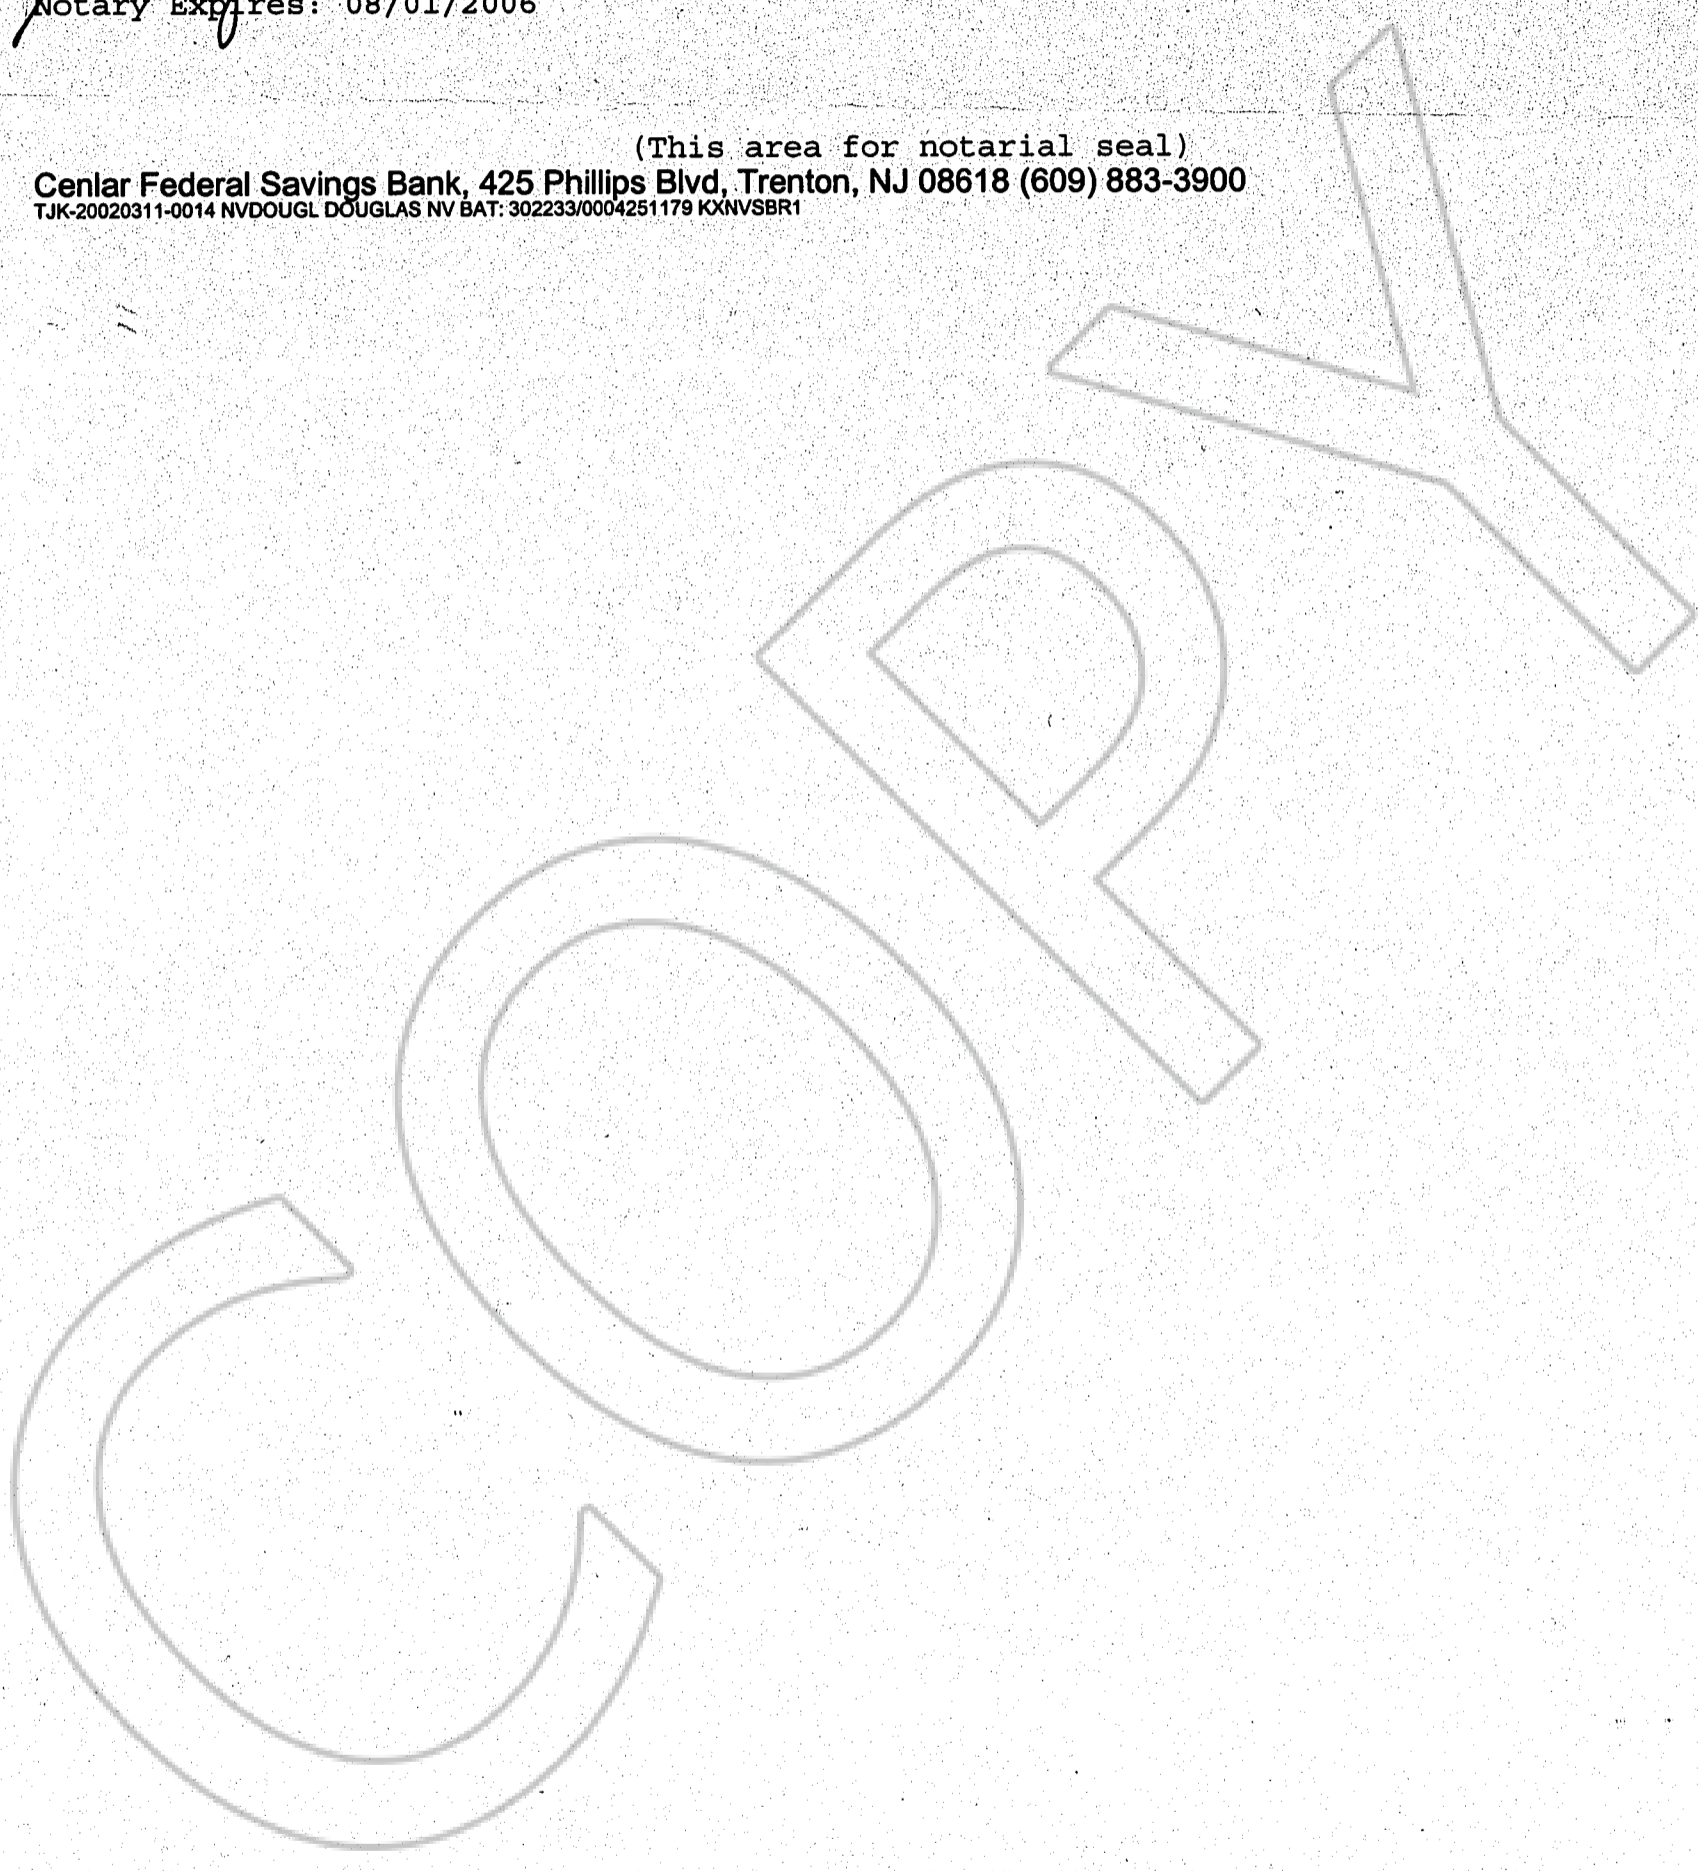 Notary Expires: 08/01/2006
(This area for notarial seal)
Cenlar Federal Savings Bank, 425 Phillips Blvd, Trenton, NJ 08618 (609) 883-3900
TJK-20020311-0014 NVDOUGL DOUGLAS NV BAT: 302233/0004251179 KXNVSBR1
COPY